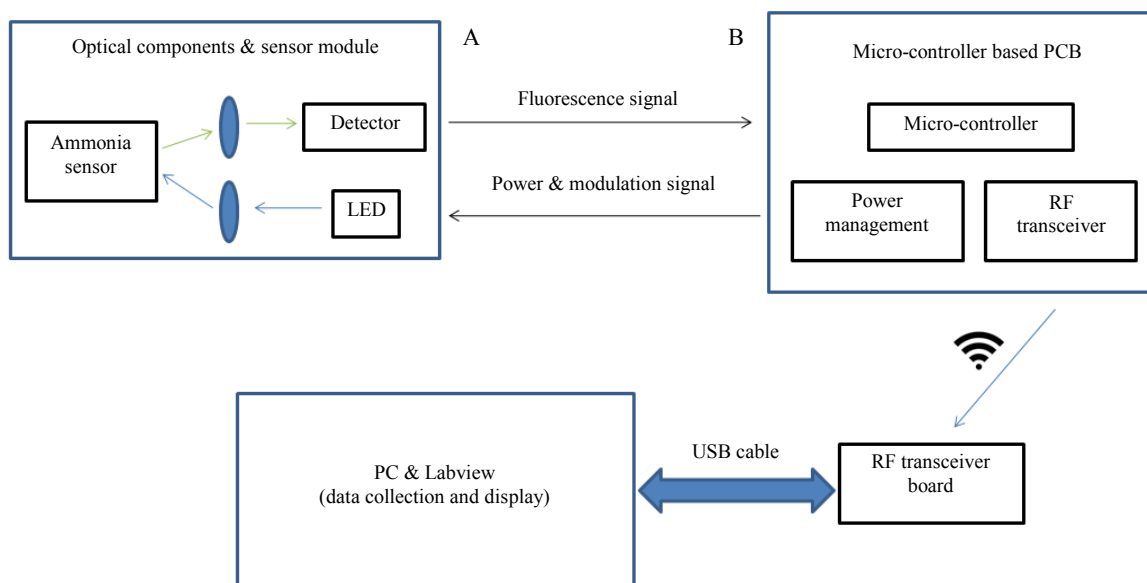 Optical components & sensor module
A
B
Micro-controller based PCB
Ammonia
sensor
Detector
LED
Fluorescence signal
Power & modulation signal
Micro-controller
Power
management
RF
transceiver
PC & Labview
(data collection and display)
USB cable
RF transceiver
board